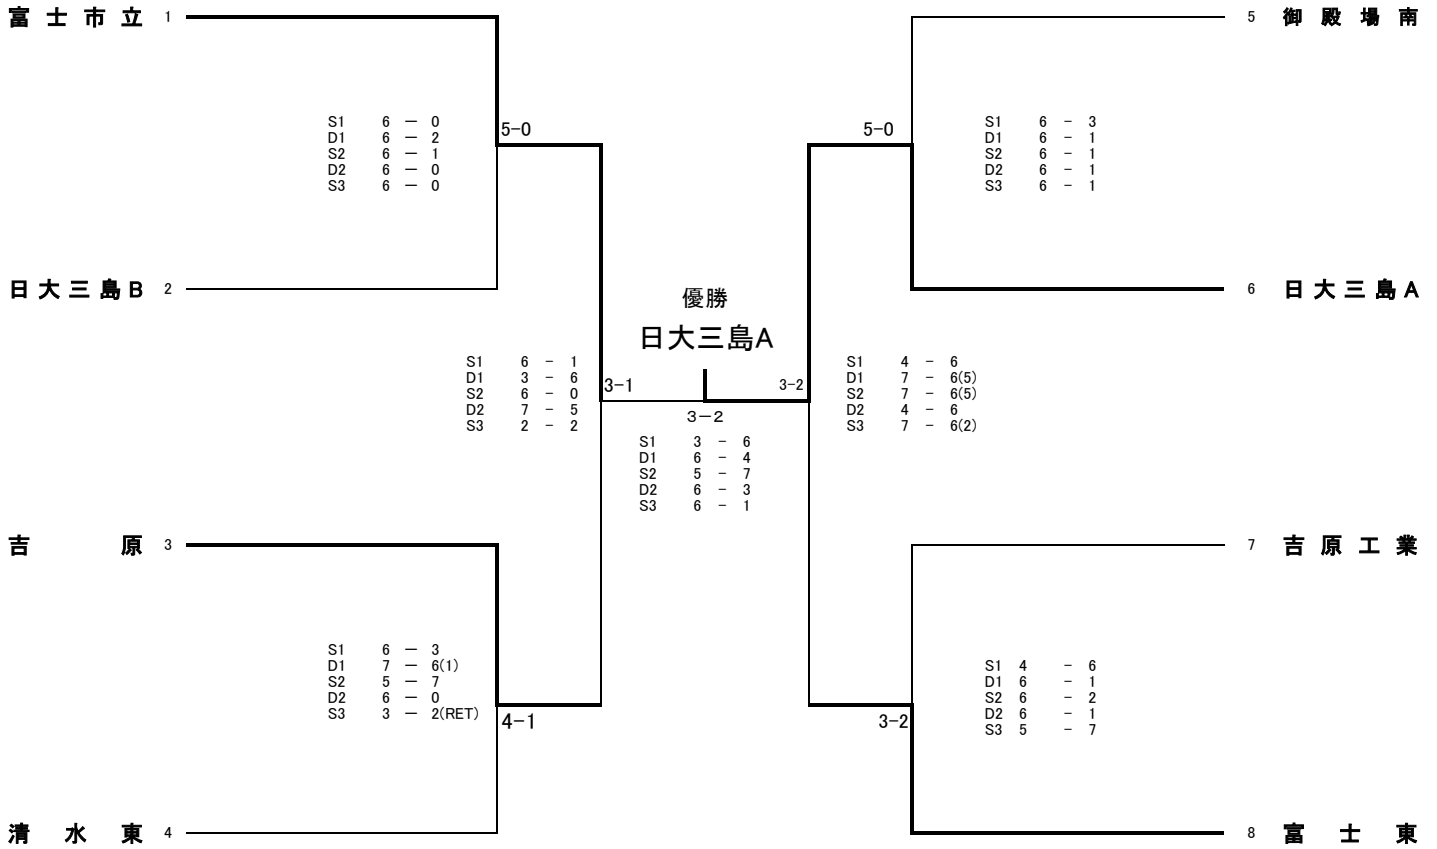 富士市立 1
5 御殿場南
S1 6 － 0
D1 6 － 2
S2 6 － 1
D2 6 － 0
S3 6 － 0
5-0
5-0
S1 6 - 3
D1 6 - 1
S2 6 - 1
D2 6 - 1
S3 6 - 1
日大三島B 2
6 日大三島A
優勝
日大三島A
S1 6 - 1
D1 3 - 6
S2 6 - 0
D2 7 - 5
S3 2 - 2
3-1
3-2
S1 4 - 6
D1 7 - 6(5)
S2 7 - 6(5)
D2 4 - 6
S3 7 - 6(2)
３－２
S1 3 - 6
D1 6 - 4
S2 5 - 7
D2 6 - 3
S3 6 - 1
吉原 3
7 吉原工業
S1 6 － 3
D1 7 － 6(1)
S2 5 － 7
D2 6 － 0
S3 3 － 2(RET)
4-1
3-2
S1 4 - 6
D1 6 - 1
S2 6 - 2
D2 6 - 1
S3 5 - 7
清水東 4
8 富士東